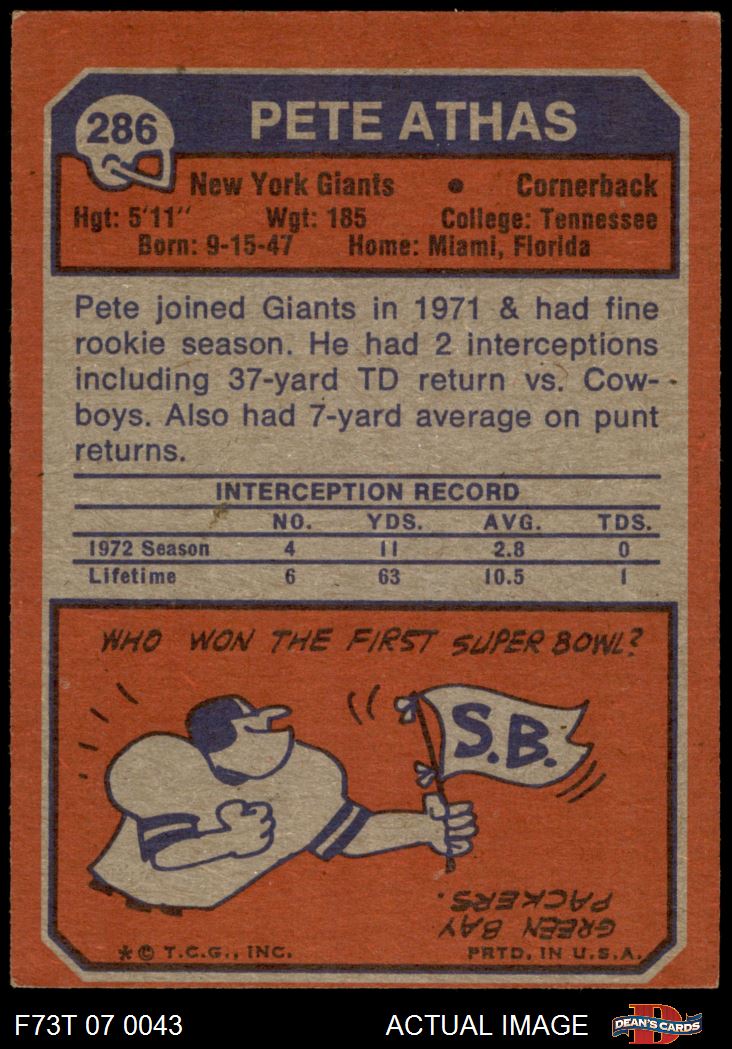 286
PETE ATHAS
New York Giants • Cornerback
Hgt: 5'11" Wgt: 185 College: Tennessee
Born: 9-15-47 Home: Miami, Florida
Pete joined Giants in 1971 & had fine
rookie season. He had 2 interceptions
including 37-yard TD return vs. Cow-
boys. Also had 7-yard average on punt
returns.
INTERCEPTION RECORD
NO. YDS. AVG. TDS.
1972 Season 4 11 2.8 0
Lifetime 6 63 10.5 1
WHO WON THE FIRST SUPER BOWL?
S.B.
GREEN BAY
PACKERS.
* © T.C.G., INC. PRTD. IN U.S.A.
F73T 07 0043 ACTUAL IMAGE
D
DEAN'S CARDS